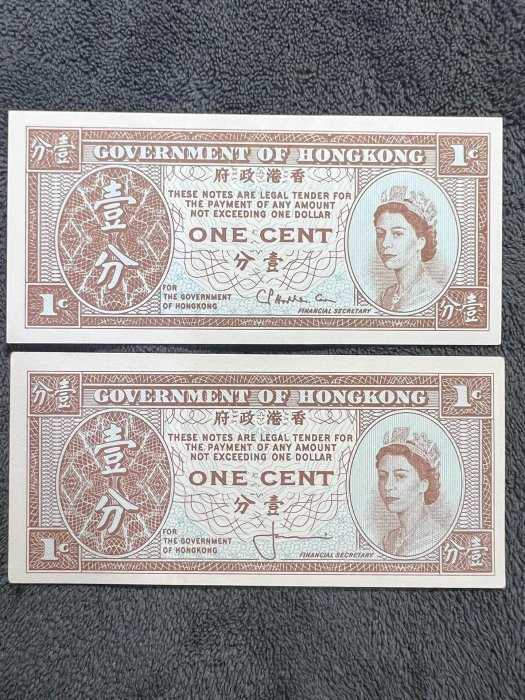 分壹 GOVERNMENT OF HONGKONG 1c
府政港香
THESE NOTES ARE LEGAL TENDER FOR
THE PAYMENT OF ANY AMOUNT
NOT EXCEEDING ONE DOLLAR
壹分
ONE CENT
分壹
FOR
THE GOVERNMENT
OF HONGKONG
FINANCIAL SECRETARY
1c
分壹
分壹 GOVERNMENT OF HONGKONG 1c
府政港香
THESE NOTES ARE LEGAL TENDER FOR
THE PAYMENT OF ANY AMOUNT
NOT EXCEEDING ONE DOLLAR
壹分
ONE CENT
分壹
FOR
THE GOVERNMENT
OF HONGKONG
FINANCIAL SECRETARY
1c
分壹